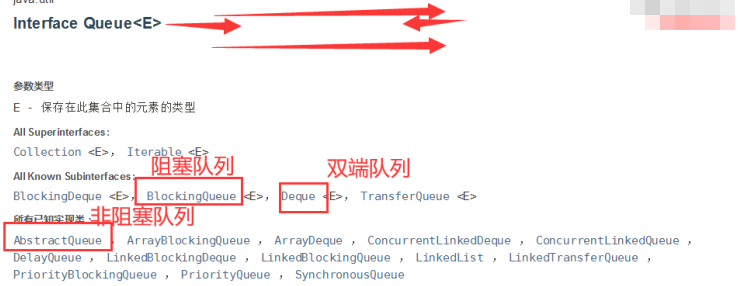 java.util
Interface Queue<E>
参数类型
E - 保存在此集合中的元素的类型
All Superinterfaces:
Collection <E>, Iterable <E>
阻塞队列
双端队列
All Known Subinterfaces:
BlockingDeque <E>, BlockingQueue <E>, Deque <E>, TransferQueue <E>
所有已知实现类:
非阻塞队列
AbstractQueue , ArrayBlockingQueue , ArrayDeque , ConcurrentLinkedDeque , ConcurrentLinkedQueue ,
DelayQueue , LinkedBlockingDeque , LinkedBlockingQueue , LinkedList , LinkedTransferQueue ,
PriorityBlockingQueue , PriorityQueue , SynchronousQueue